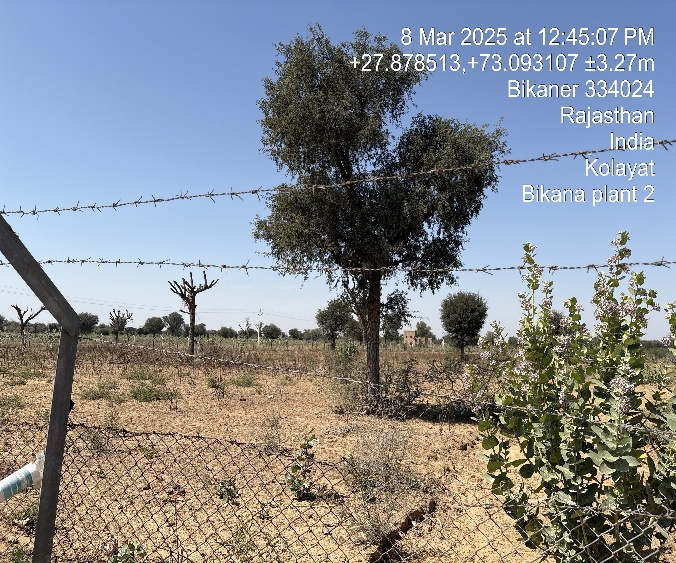 8 Mar 2025 at 12:45:07 PM
+27.878513,+73.093107 ±3.27m
Bikaner 334024
Rajasthan
India
Kolayat
Bikana plant 2